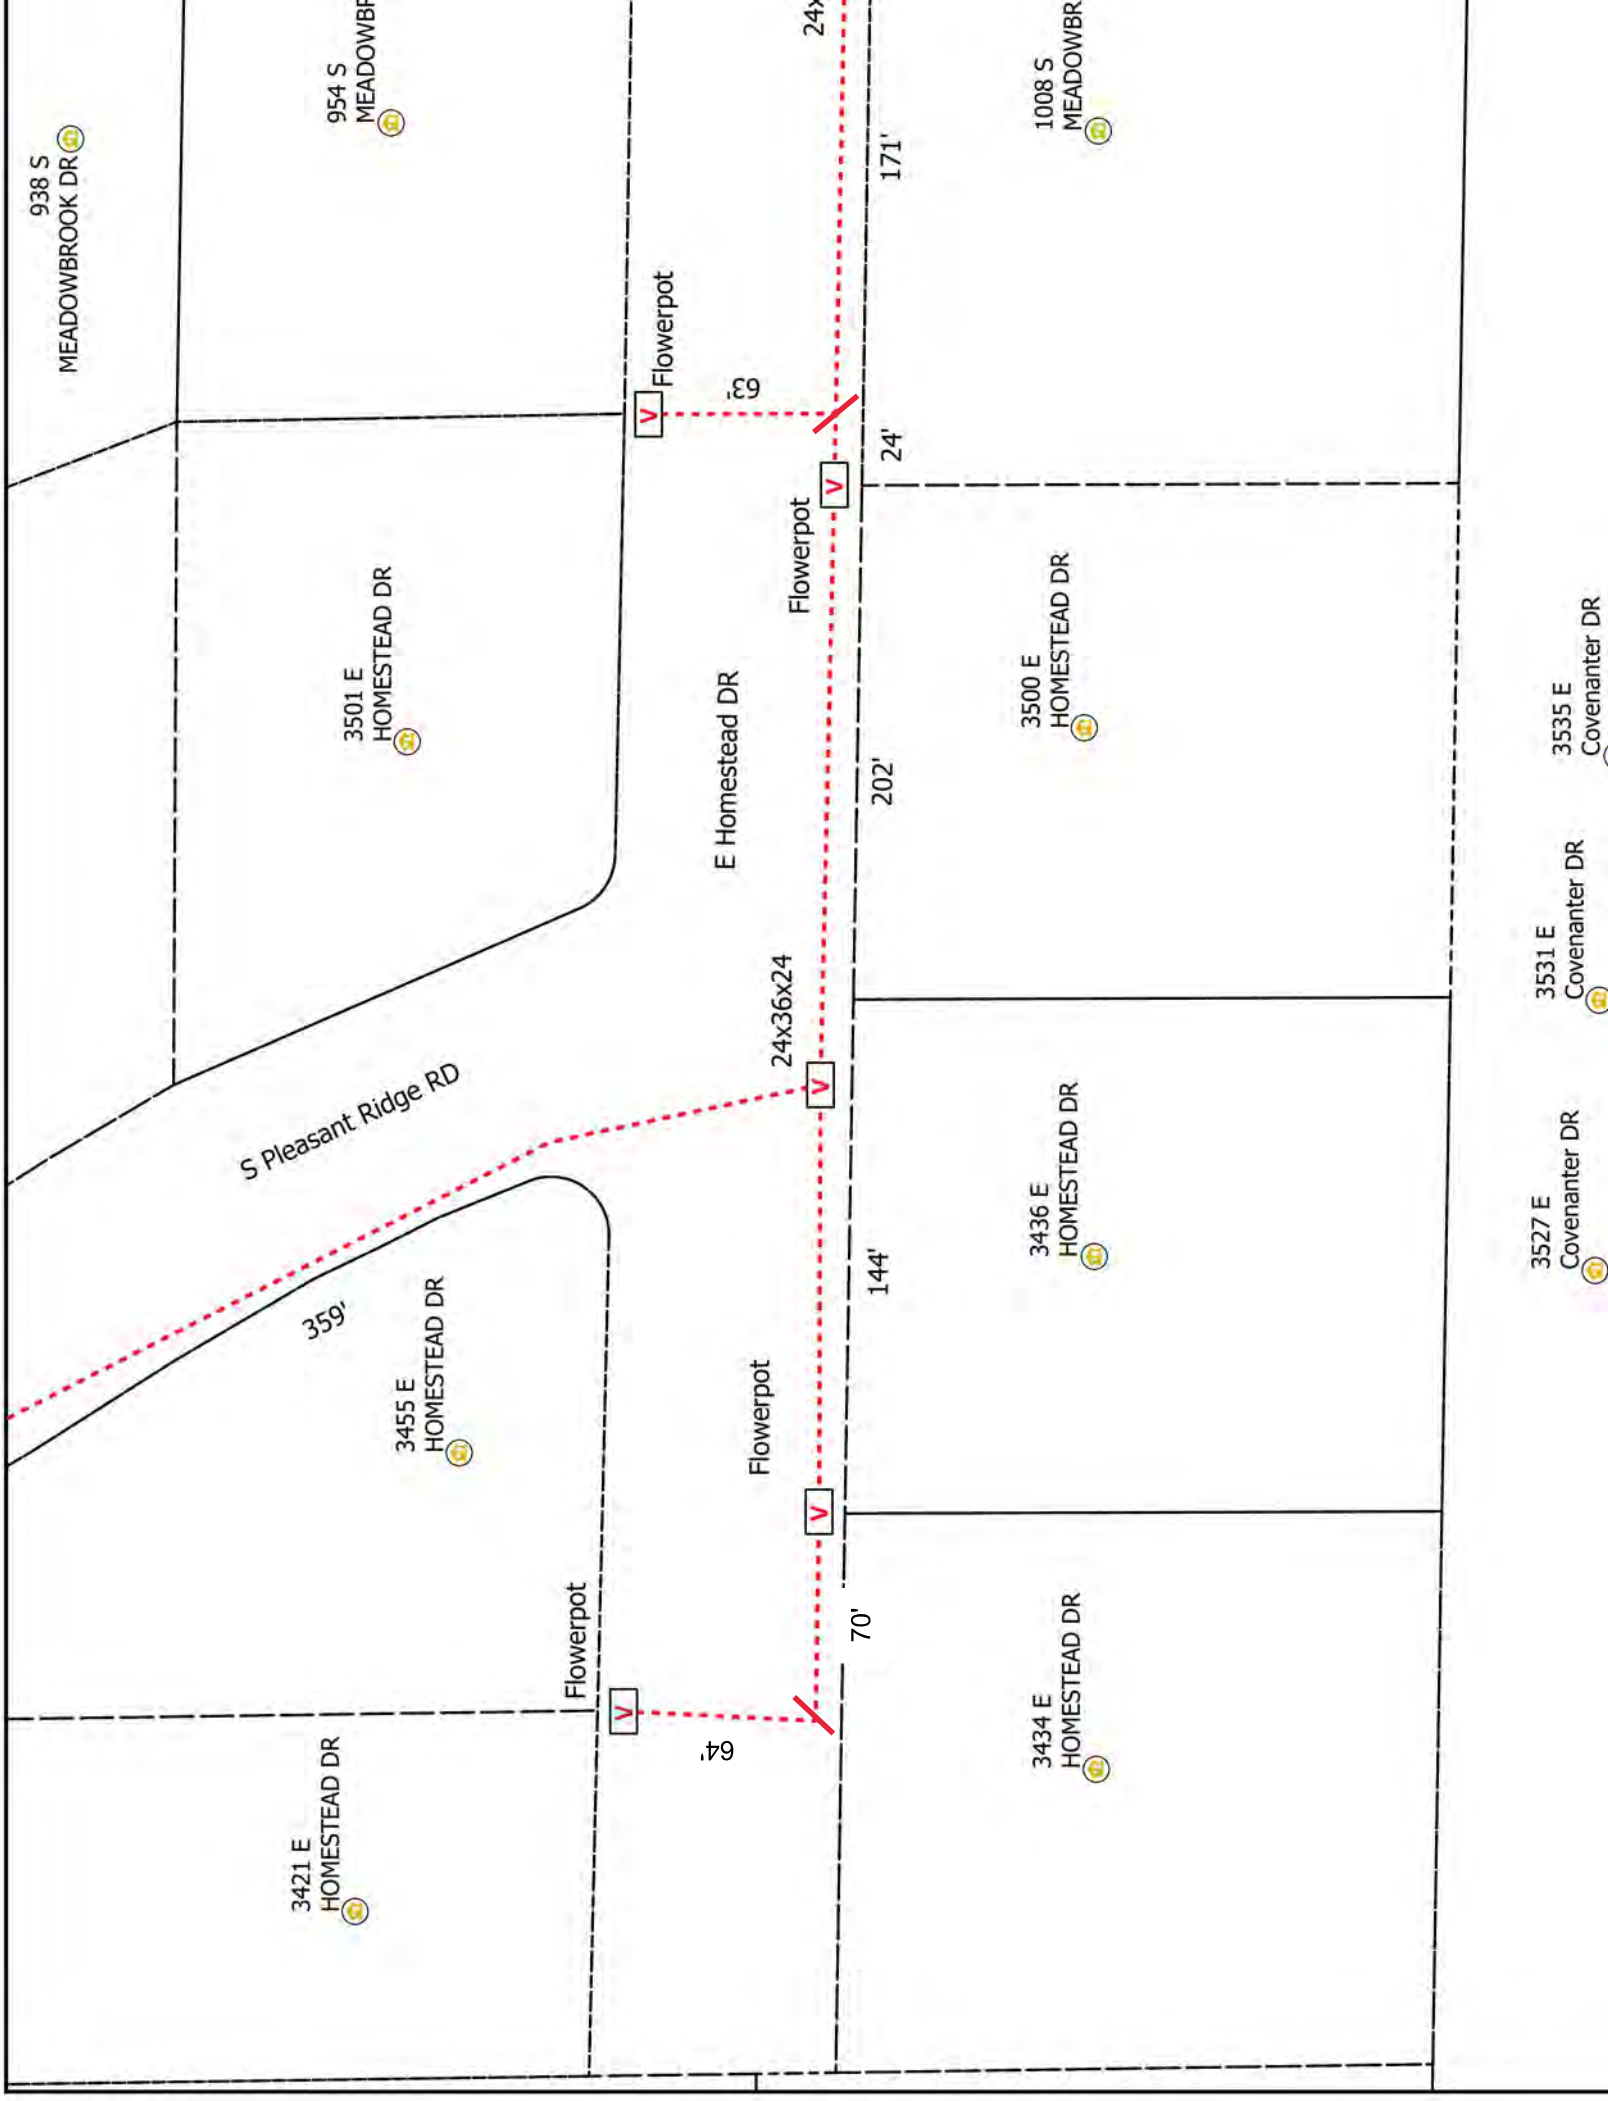 938 S
MEADOWBROOK DR
954 S
MEADOWBR
24x
1008 S
MEADOWBR
171'
Flowerpot
63'
24'
Flowerpot
3501 E
HOMESTEAD DR
E Homestead DR
202'
3500 E
HOMESTEAD DR
3535 E
Covenanter DR
24x36x24
3531 E
Covenanter DR
S Pleasant Ridge RD
359'
3455 E
HOMESTEAD DR
144'
3436 E
HOMESTEAD DR
3527 E
Covenanter DR
Flowerpot
Flowerpot
70'
64'
3421 E
HOMESTEAD DR
3434 E
HOMESTEAD DR
V
V
V
V
V